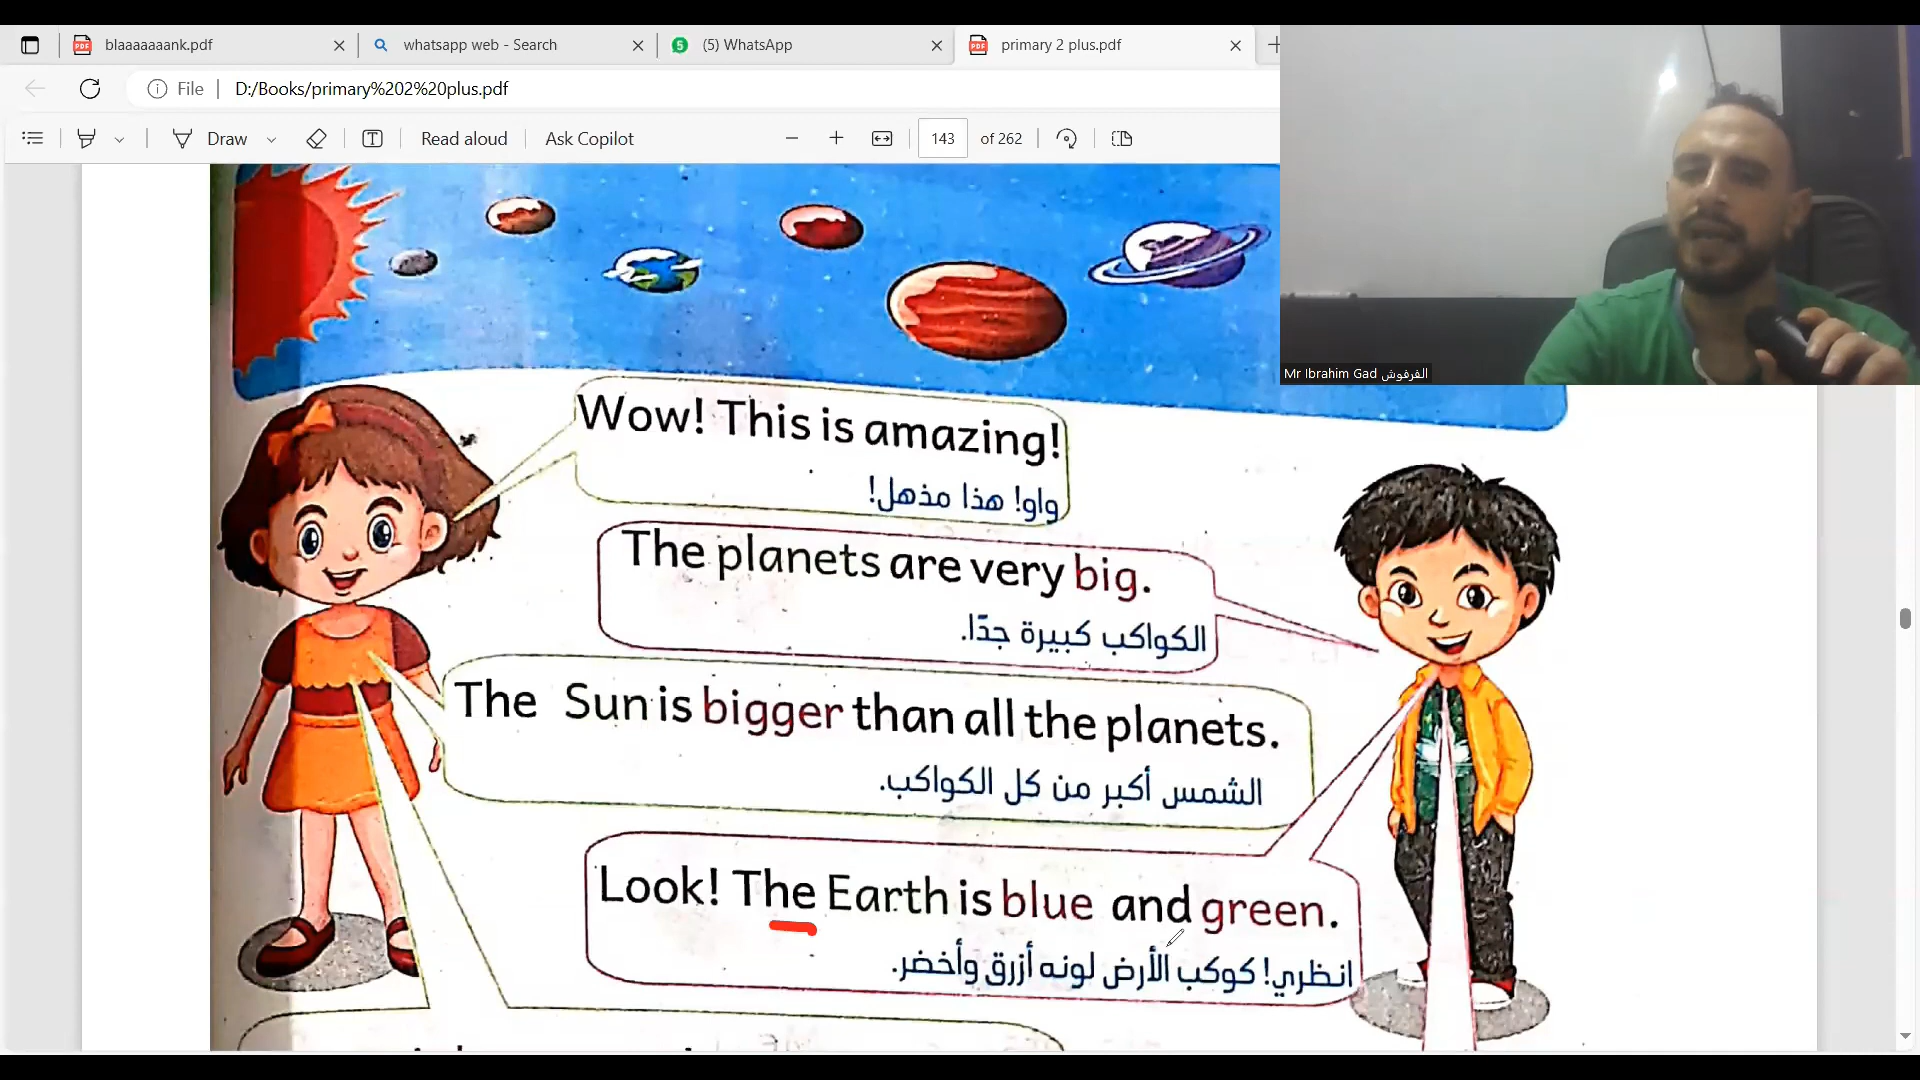 blaaaaaaank.pdf
whatsapp web - Search
(5) WhatsApp
primary 2 plus.pdf
File
D:/Books/primary%202%20plus.pdf
Draw
Read aloud
Ask Copilot
143 of 262
Mr Ibrahim Gad الفرفوش
Wow! This is amazing!
واو! هذا مذهل!
The planets are very big.
الكواكب كبيرة جدًا.
The Sun is bigger than all the planets.
الشمس أكبر من كل الكواكب.
Look! The Earth is blue and green.
انظري! كوكب الأرض لونه أزرق وأخضر.